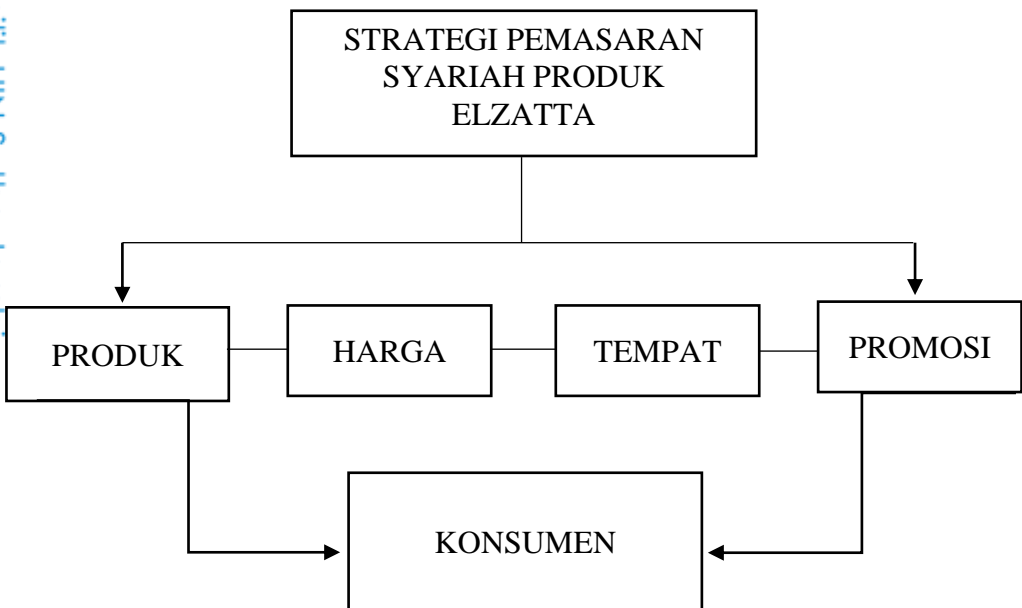 STRATEGI PEMASARAN
SYARIAH PRODUK
ELZATTA
PRODUK
HARGA
TEMPAT
PROMOSI
KONSUMEN